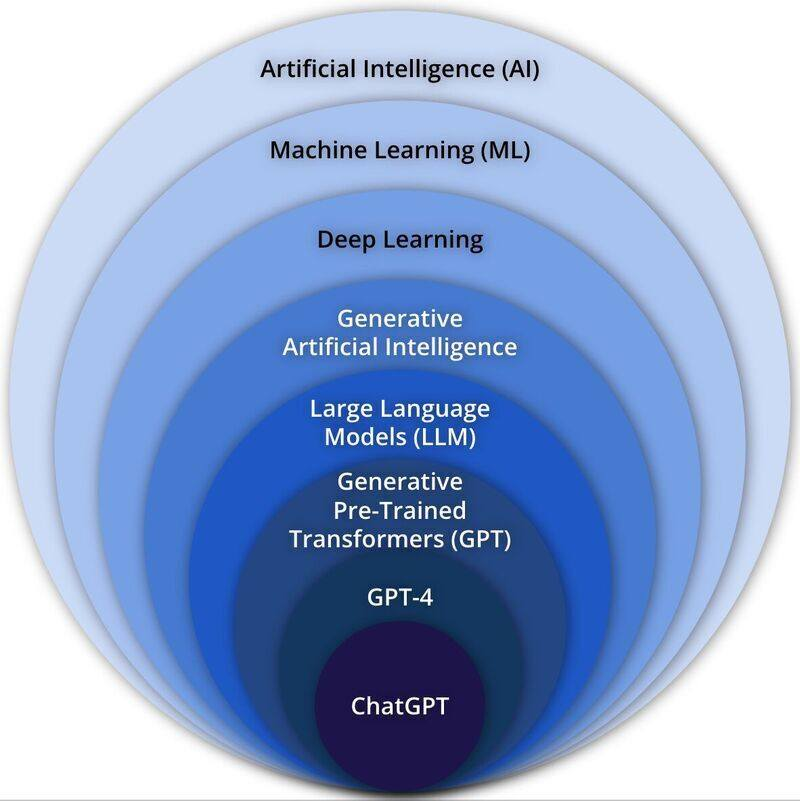 Artificial Intelligence (AI)
Machine Learning (ML)
Deep Learning
Generative
Artificial Intelligence
Large Language
Models (LLM)
Generative
Pre-Trained
Transformers (GPT)
GPT-4
ChatGPT